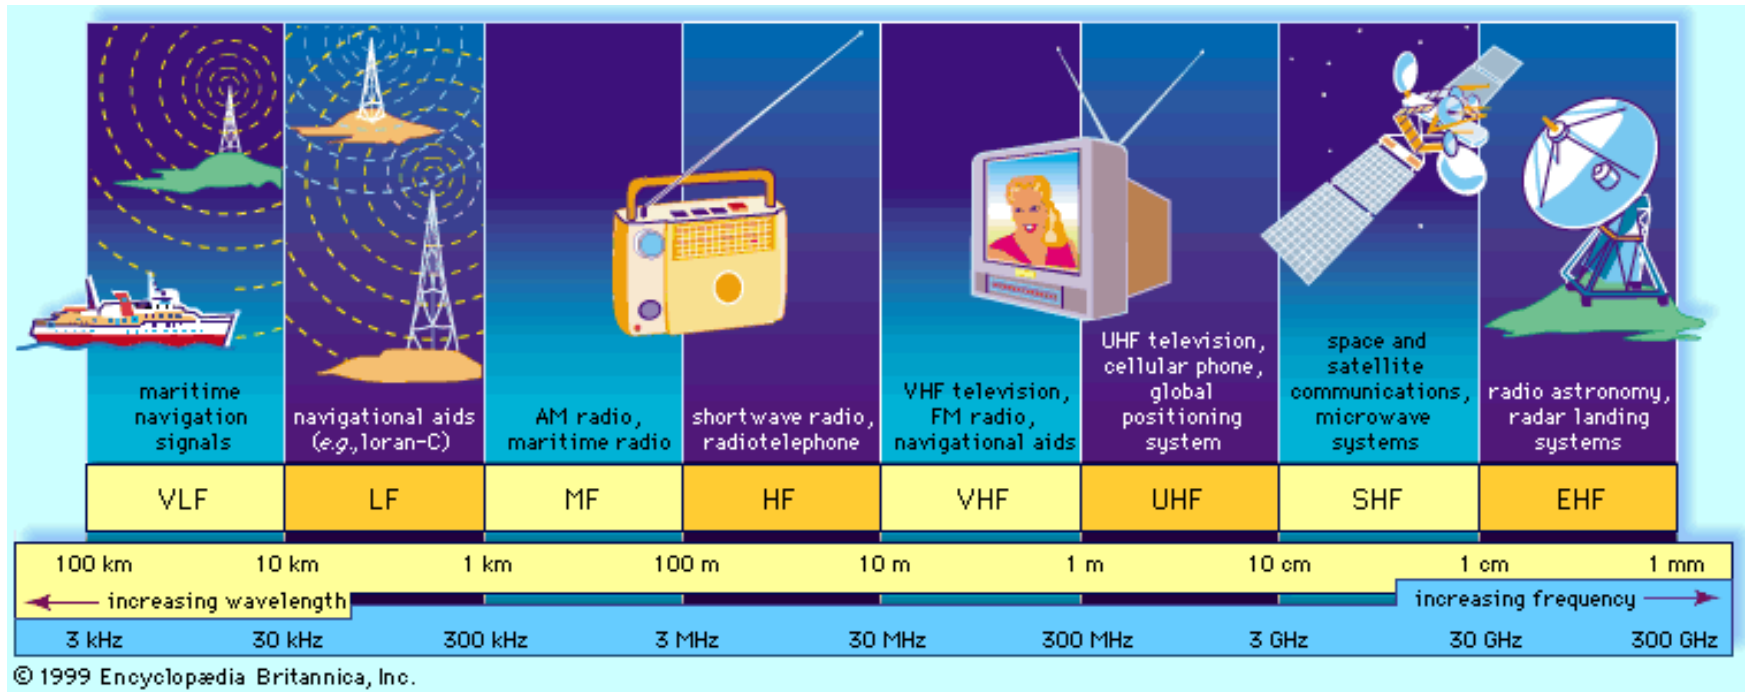 maritime
navigation
signals
navigational aids
(e.g., loran-C)
AM radio,
maritime radio
shortwave radio,
radiotelephone
VHF television,
FM radio,
navigational aids
UHF television,
cellular phone,
global
positioning
system
space and
satellite
communications,
microwave
systems
radio astronomy,
radar landing
systems
VLF LF MF HF VHF UHF SHF EHF
100 km 10 km 1 km 100 m 10 m 1 m 10 cm 1 cm 1 mm
increasing wavelength increasing frequency
3 kHz 30 kHz 300 kHz 3 MHz 30 MHz 300 MHz 3 GHz 30 GHz 300 GHz
© 1999 Encyclopædia Britannica, Inc.